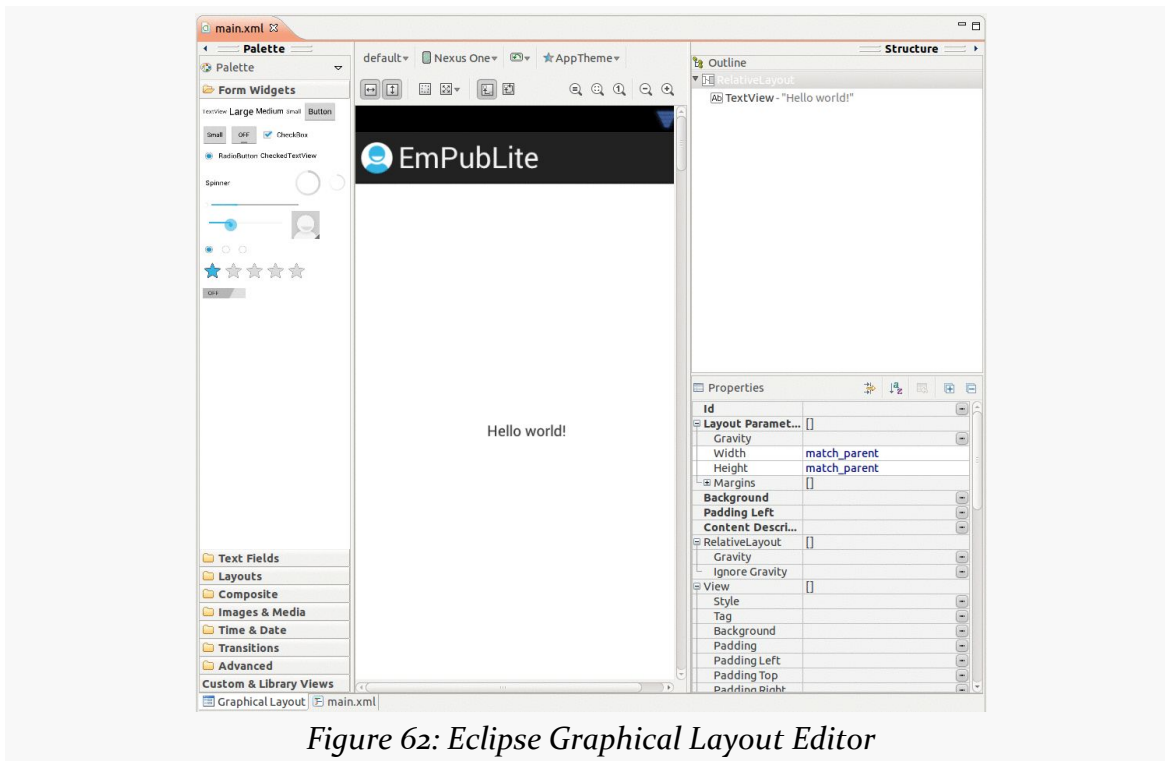 main.xml
Palette
Palette
Form Widgets
TextView Large Medium Small Button
Small OFF CheckBox
RadioButton CheckedTextView
Spinner
OFF
Text Fields
Layouts
Composite
Images & Media
Time & Date
Transitions
Advanced
Custom & Library Views
Graphical Layout main.xml
default Nexus One AppTheme
EmPubLite
Hello world!
Structure
Outline
RelativeLayout
Ab TextView - "Hello world!"
Properties
Id
Layout Paramet... []
Gravity
Width match_parent
Height match_parent
Margins []
Background
Padding Left
Content Descri...
RelativeLayout []
Gravity
Ignore Gravity
View []
Style
Tag
Background
Padding
Padding Left
Padding Top
Padding Right
Figure 62: Eclipse Graphical Layout Editor